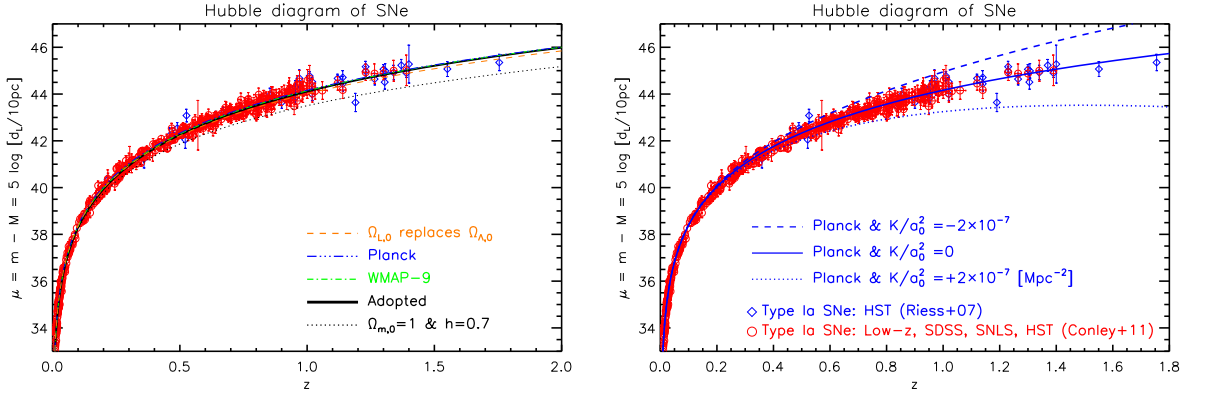 Hubble diagram of SNe
μ = m − M = 5 log [dL/10pc]
46
44
42
40
38
36
34
Ω_{L,0} replaces Ω_{Λ,0}
Planck
WMAP−9
Adopted
Ω_{m,0}=1 & h=0.7
0.0 0.5 1.0 1.5 2.0
z
Hubble diagram of SNe
μ = m − M = 5 log [dL/10pc]
46
44
42
40
38
36
34
Planck & K/a_0^2 =−2×10^{−7}
Planck & K/a_0^2 =0
Planck & K/a_0^2 =+2×10^{−7} [Mpc^{−2}]
Type Ia SNe: HST (Riess+07)
Type Ia SNe: Low−z, SDSS, SNLS, HST (Conley+11)
0.0 0.2 0.4 0.6 0.8 1.0 1.2 1.4 1.6 1.8
z